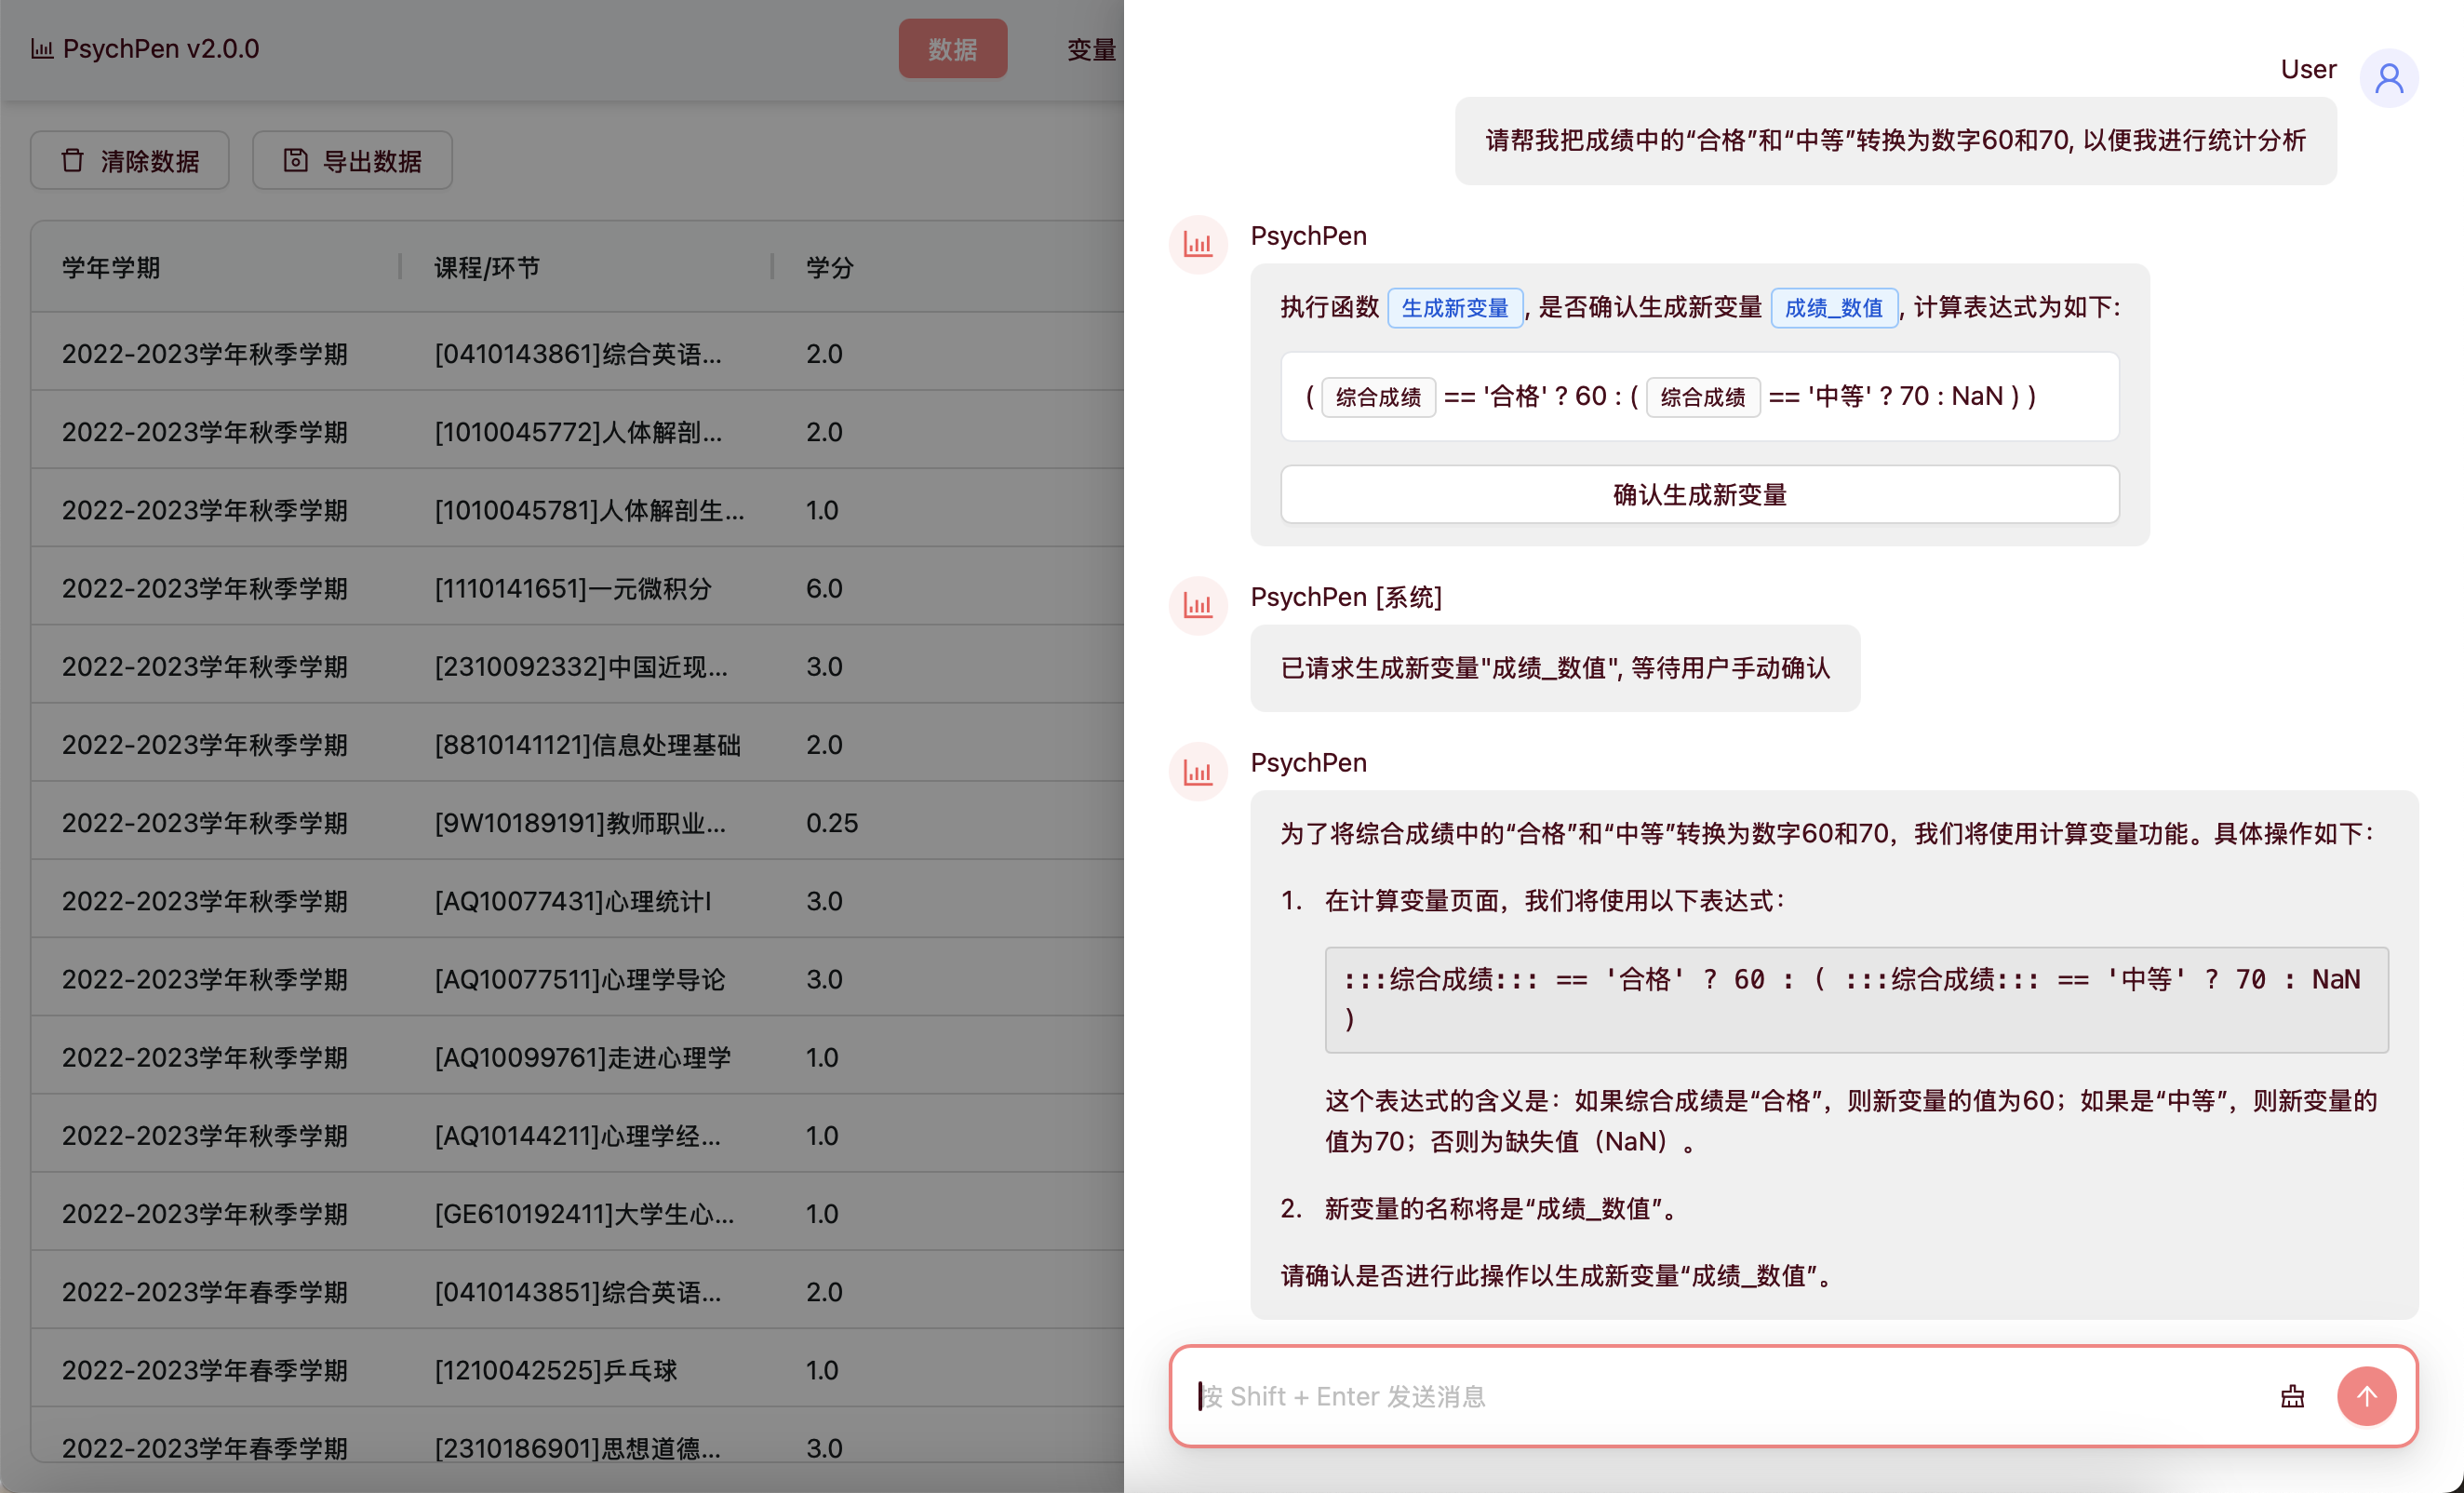 PsychPen v2.0.0
数据
变量
清除数据
导出数据
学年学期
课程/环节
学分
2022-2023学年秋季学期 [0410143861]综合英语... 2.0
2022-2023学年秋季学期 [1010045772]人体解剖... 2.0
2022-2023学年秋季学期 [1010045781]人体解剖生... 1.0
2022-2023学年秋季学期 [1110141651]一元微积分 6.0
2022-2023学年秋季学期 [2310092332]中国近现... 3.0
2022-2023学年秋季学期 [8810141121]信息处理基础 2.0
2022-2023学年秋季学期 [9W10189191]教师职业... 0.25
2022-2023学年秋季学期 [AQ10077431]心理统计I 3.0
2022-2023学年秋季学期 [AQ10077511]心理学导论 3.0
2022-2023学年秋季学期 [AQ10099761]走进心理学 1.0
2022-2023学年秋季学期 [AQ10144211]心理学经... 1.0
2022-2023学年秋季学期 [GE610192411]大学生心... 1.0
2022-2023学年春季学期 [0410143851]综合英语... 2.0
2022-2023学年春季学期 [1210042525]乒乓球 1.0
2022-2023学年春季学期 [2310186901]思想道德... 3.0
User
请帮我把成绩中的“合格”和“中等”转换为数字60和70, 以便我进行统计分析
PsychPen
执行函数 生成新变量, 是否确认生成新变量 成绩_数值, 计算表达式为如下:
( 综合成绩 == '合格' ? 60 : ( 综合成绩 == '中等' ? 70 : NaN ) )
确认生成新变量
PsychPen [系统]
已请求生成新变量"成绩_数值", 等待用户手动确认
PsychPen
为了将综合成绩中的“合格”和“中等”转换为数字60和70，我们将使用计算变量功能。具体操作如下：
1. 在计算变量页面，我们将使用以下表达式：
:::综合成绩::: == '合格' ? 60 : ( :::综合成绩::: == '中等' ? 70 : NaN
)
这个表达式的含义是：如果综合成绩是“合格”，则新变量的值为60；如果是“中等”，则新变量的
值为70；否则为缺失值（NaN）。
2. 新变量的名称将是“成绩_数值”。
请确认是否进行此操作以生成新变量“成绩_数值”。
按 Shift + Enter 发送消息